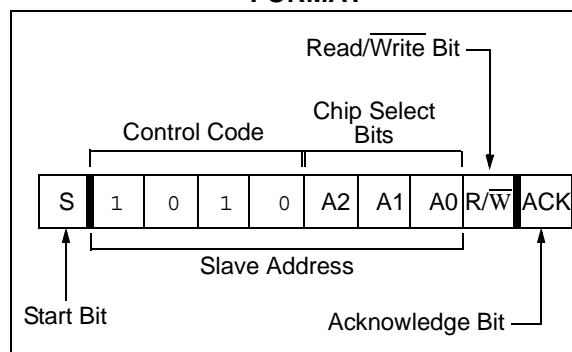 FORMAT
Read/Write Bit
Chip Select
Control Code
Bits
S 1 0 1 0 A2 A1 A0 R/W ACK
Slave Address
Start Bit
Acknowledge Bit